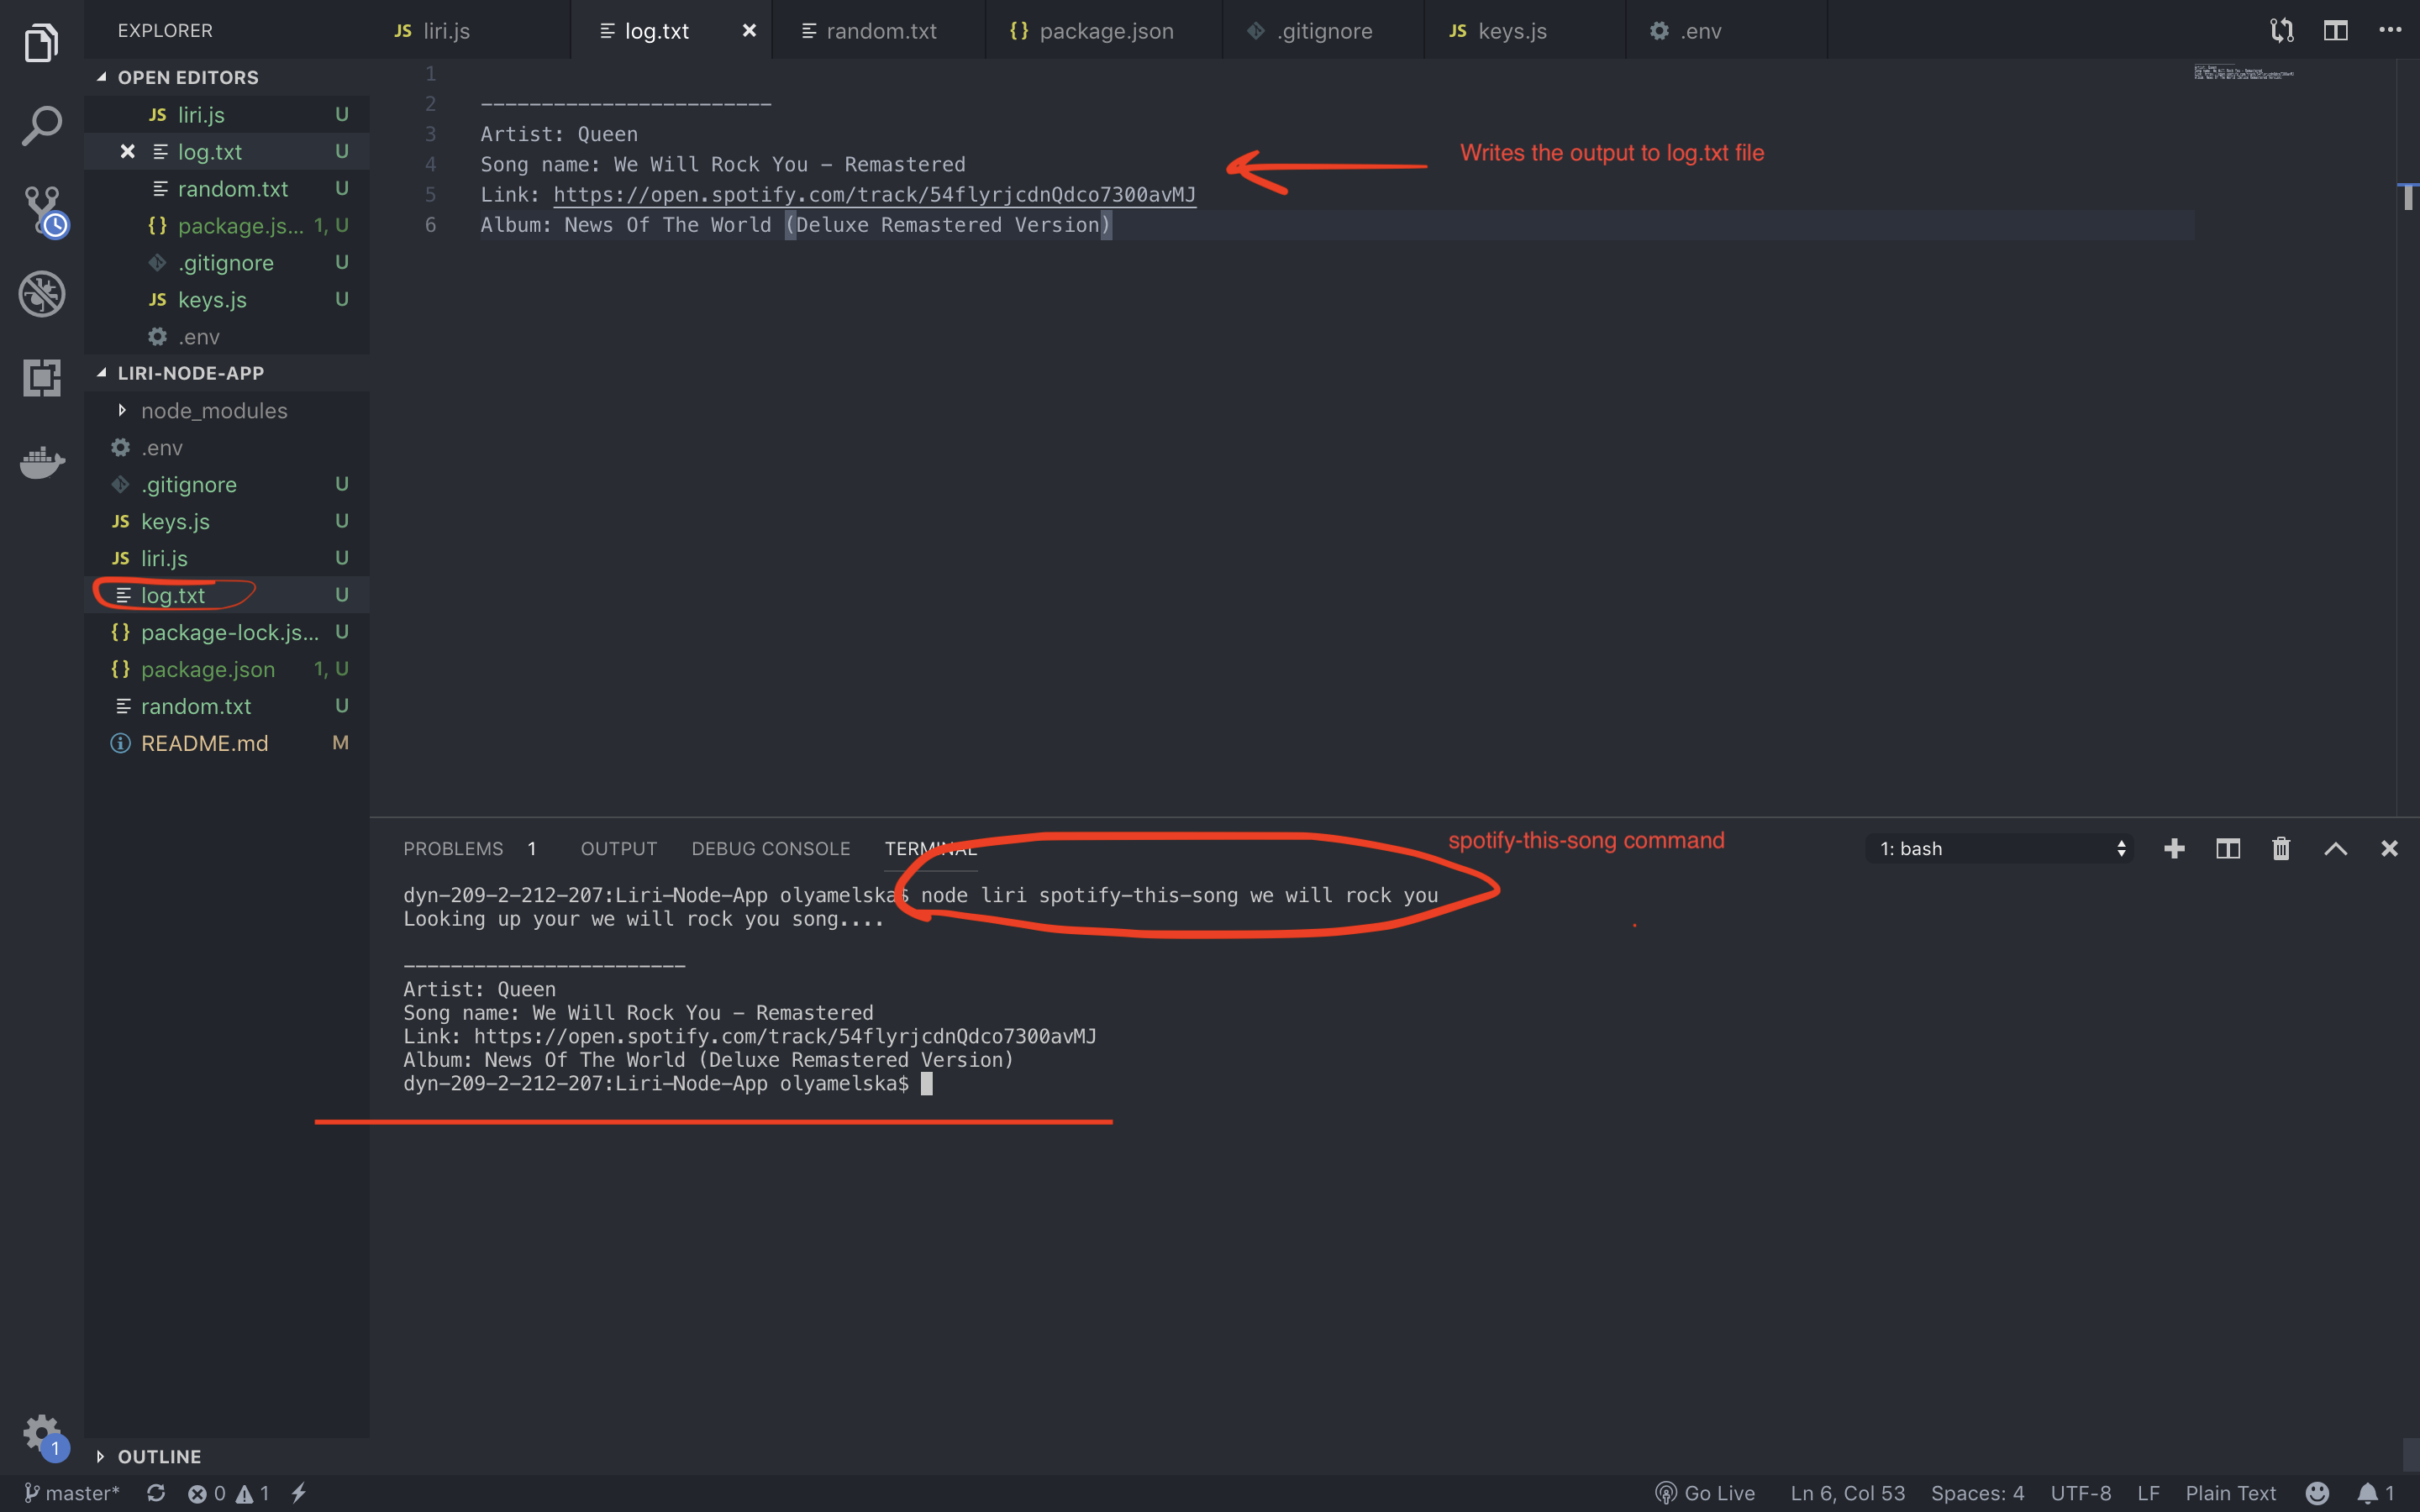 EXPLORER
JS liri.js
log.txt
random.txt
{} package.json
.gitignore
JS keys.js
.env
OPEN EDITORS
JS liri.js U
log.txt U
random.txt U
{} package.js... 1, U
.gitignore U
JS keys.js U
.env
LIRI-NODE-APP
node_modules
.env
.gitignore U
JS keys.js U
JS liri.js U
log.txt U
{} package-lock.js... U
{} package.json 1, U
random.txt U
README.md M
OUTLINE
1
2 ------------------------
3 Artist: Queen
4 Song name: We Will Rock You - Remastered
5 Link: https://open.spotify.com/track/54flyrjcdnQdco7300avMJ
6 Album: News Of The World (Deluxe Remastered Version)
Writes the output to log.txt file
PROBLEMS 1 OUTPUT DEBUG CONSOLE TERMINAL
spotify-this-song command
1: bash
dyn-209-2-212-207:Liri-Node-App olyamelska$ node liri spotify-this-song we will rock you
Looking up your we will rock you song....
------------------------
Artist: Queen
Song name: We Will Rock You - Remastered
Link: https://open.spotify.com/track/54flyrjcdnQdco7300avMJ
Album: News Of The World (Deluxe Remastered Version)
dyn-209-2-212-207:Liri-Node-App olyamelska$
1
master* 0 1 Go Live Ln 6, Col 53 Spaces: 4 UTF-8 LF Plain Text 1